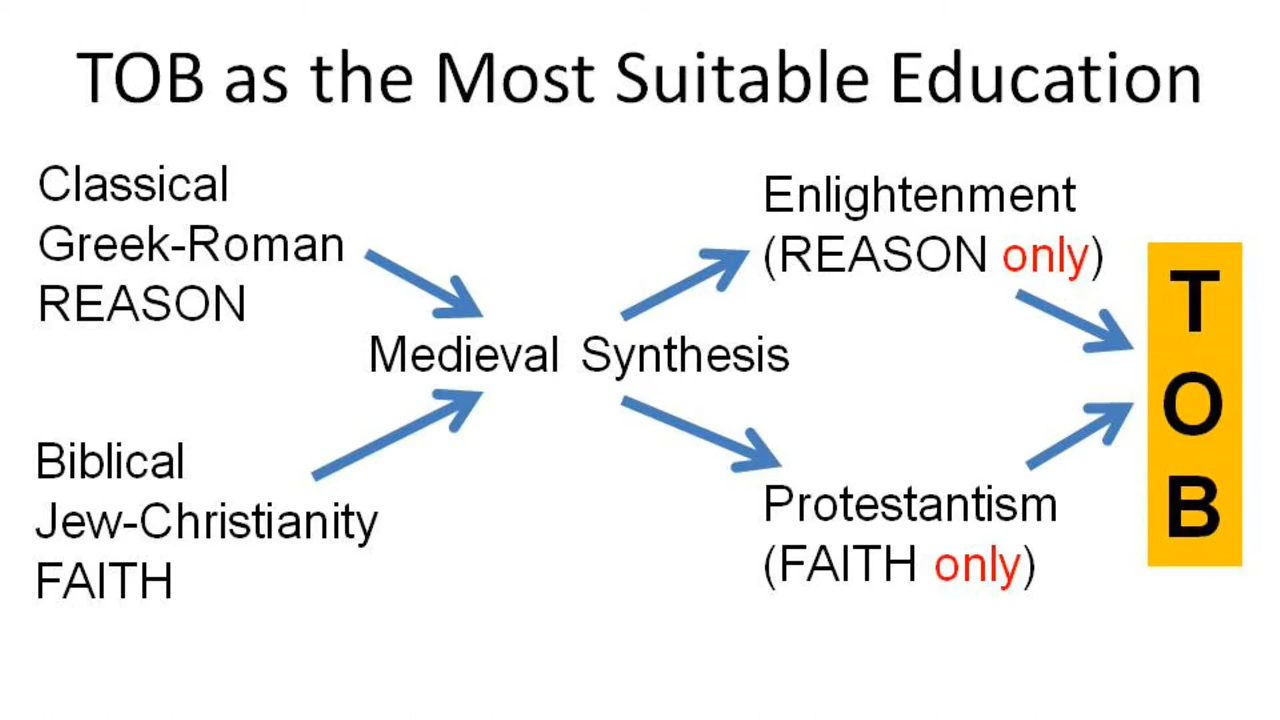 TOB as the Most Suitable Education
Classical
Greek-Roman
REASON
Biblical
Jew-Christianity
FAITH
Medieval Synthesis
Enlightenment
(REASON only)
Protestantism
(FAITH only)
T
O
B